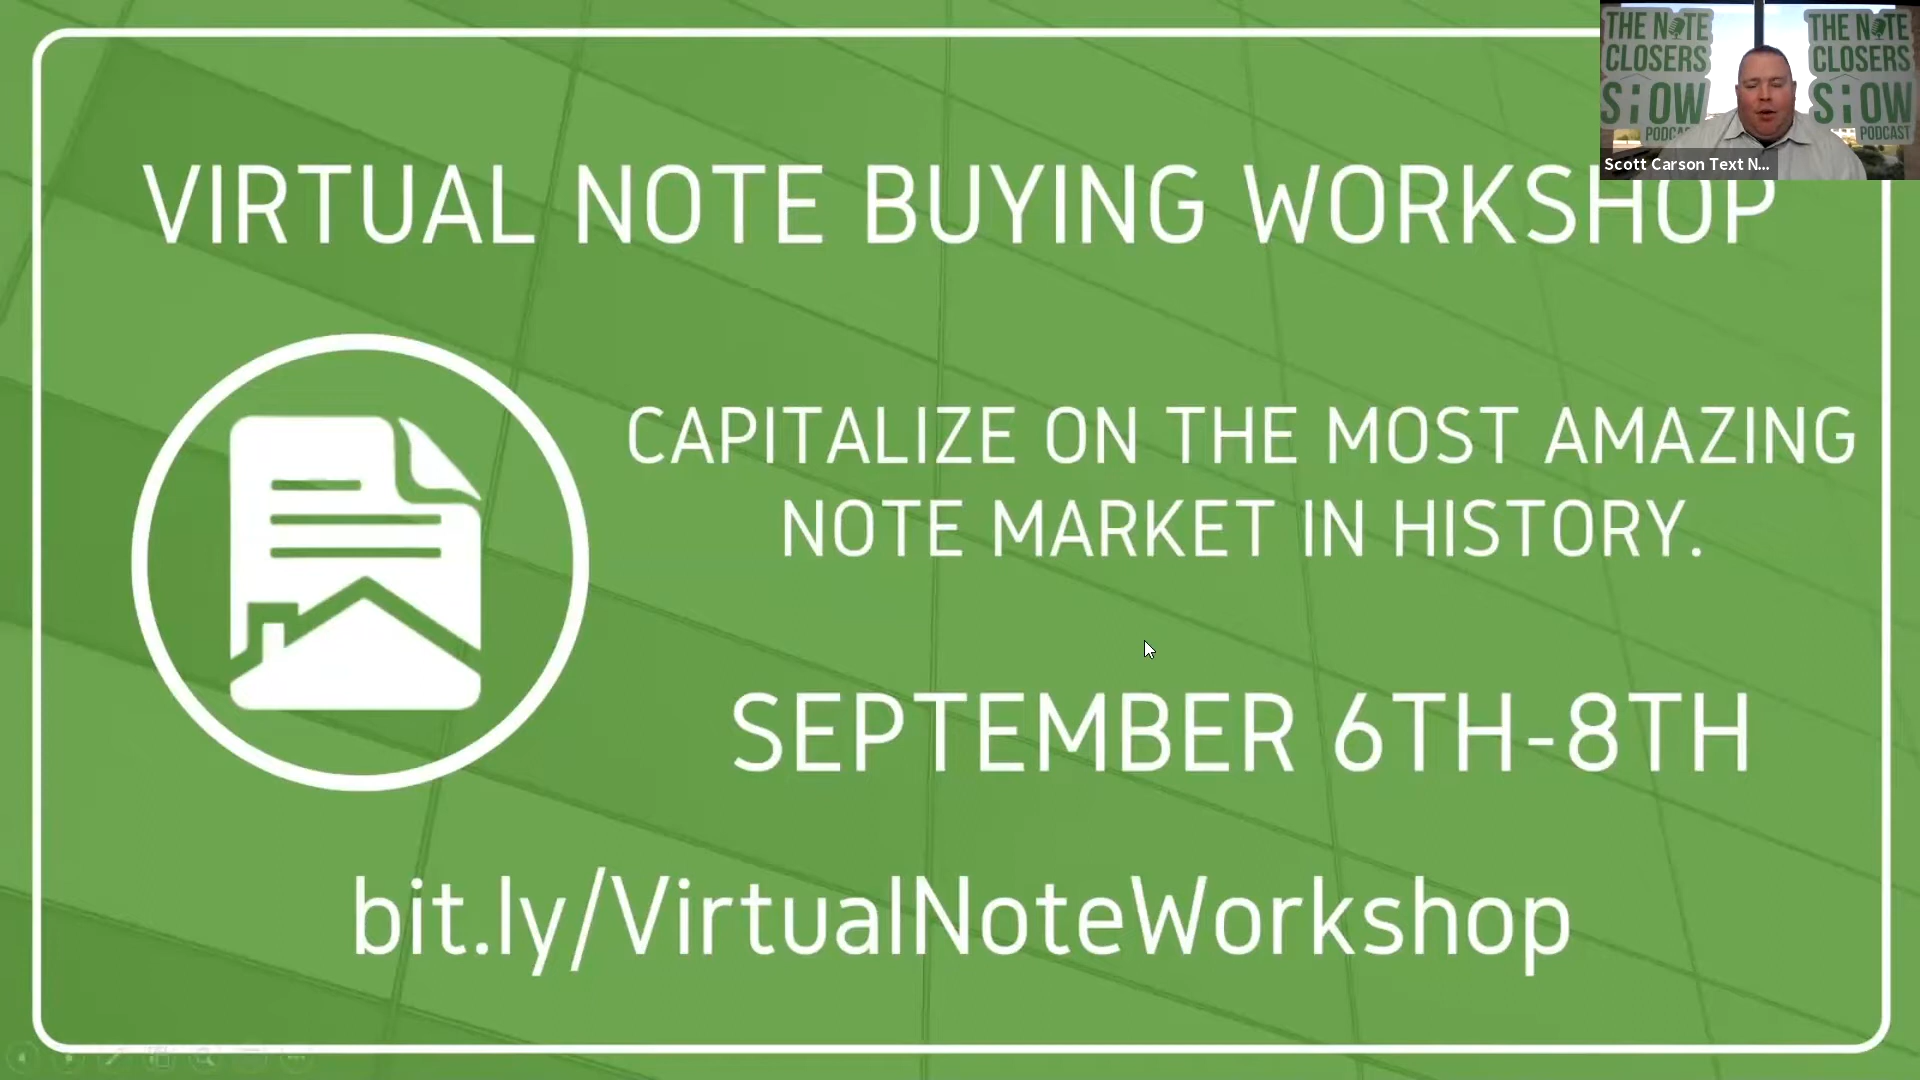 THE NOTE
CLOSERS
SHOW
PODCAST
THE NOTE
CLOSERS
SHOW
PODCAST
Scott Carson Text N...
VIRTUAL NOTE BUYING WORKSHOP
CAPITALIZE ON THE MOST AMAZING
NOTE MARKET IN HISTORY.
SEPTEMBER 6TH-8TH
bit.ly/VirtualNoteWorkshop